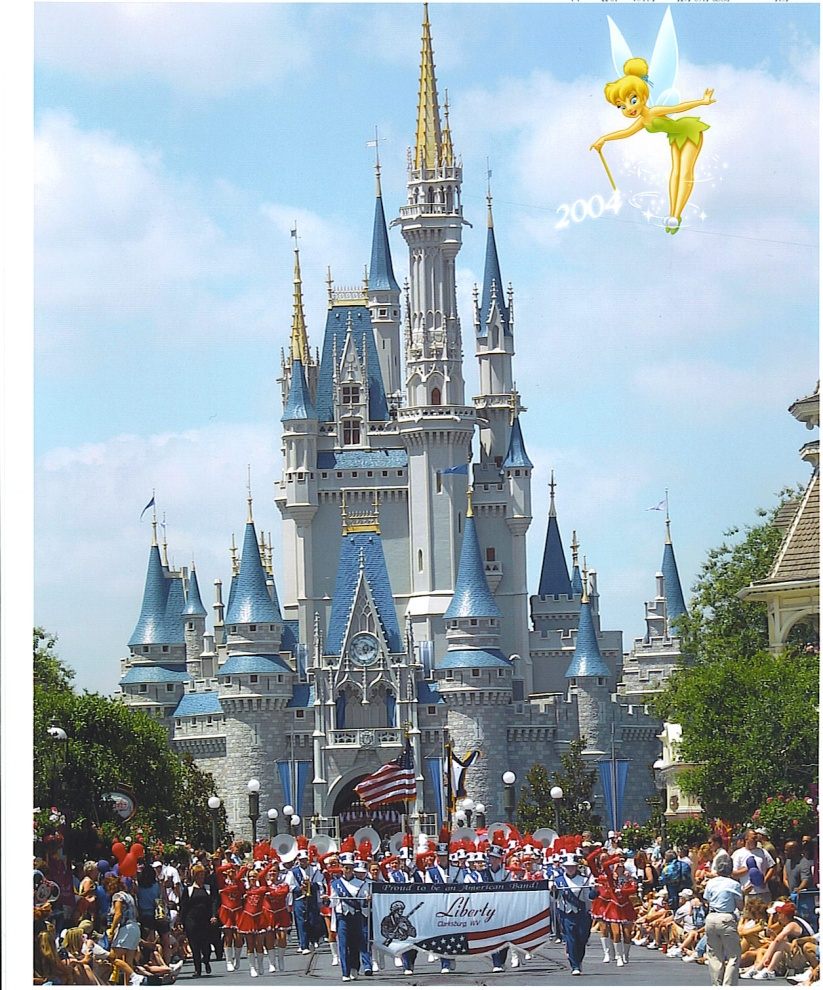 2004
Proud to be an American Band!
Liberty
Clarksburg, WV